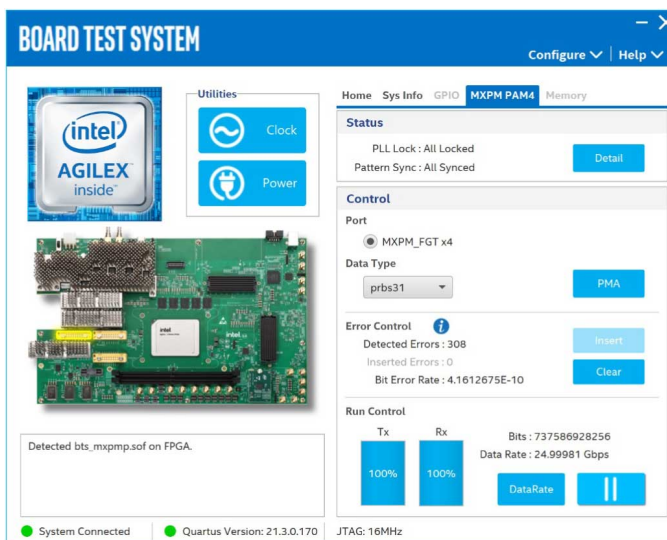 BOARD TEST SYSTEM
Configure | Help
Utilities
intel
AGILEX™
inside™
Clock
Power
Home Sys Info GPIO MXPM PAM4 Memory
Status
PLL Lock : All Locked
Pattern Sync : All Synced
Detail
Control
Port
MXPM_FGT x4
Data Type
prbs31
PMA
Error Control
Detected Errors : 308
Insert
Inserted Errors : 0
Bit Error Rate : 4.1612675E-10
Clear
Run Control
Tx Rx
100% 100%
Bits : 737586928256
Data Rate : 24.99981 Gbps
DataRate
intel
Detected bts_mxpmp.sof on FPGA.
System Connected
Quartus Version: 21.3.0.170
JTAG: 16MHz